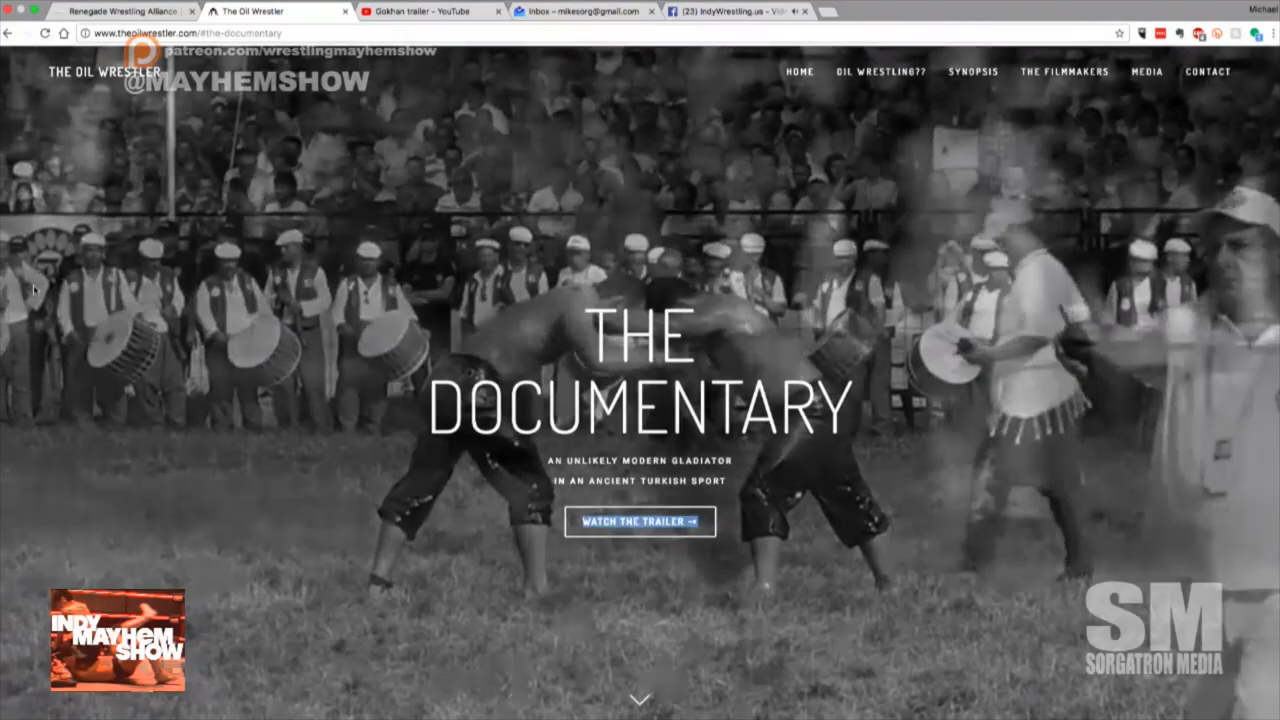 Renegade Wrestling Alliance
The Oil Wrestler
Gokhan trailer - YouTube
Inbox – mikesorg@gmail.com
(23) IndyWrestling.us - Vid
Michael
www.theoilwrestler.com/#the-documentary
patreon.com/wrestlingmayhemshow
@MAYHEMSHOW
THE OIL WRESTLER
HOME
OIL WRESTLING??
SYNOPSIS
THE FILMMAKERS
MEDIA
CONTACT
THE
DOCUMENTARY
AN UNLIKELY MODERN GLADIATOR
IN AN ANCIENT TURKISH SPORT
WATCH THE TRAILER →
INDY
MAYHEM
SHOW
SM
SORGATRON MEDIA